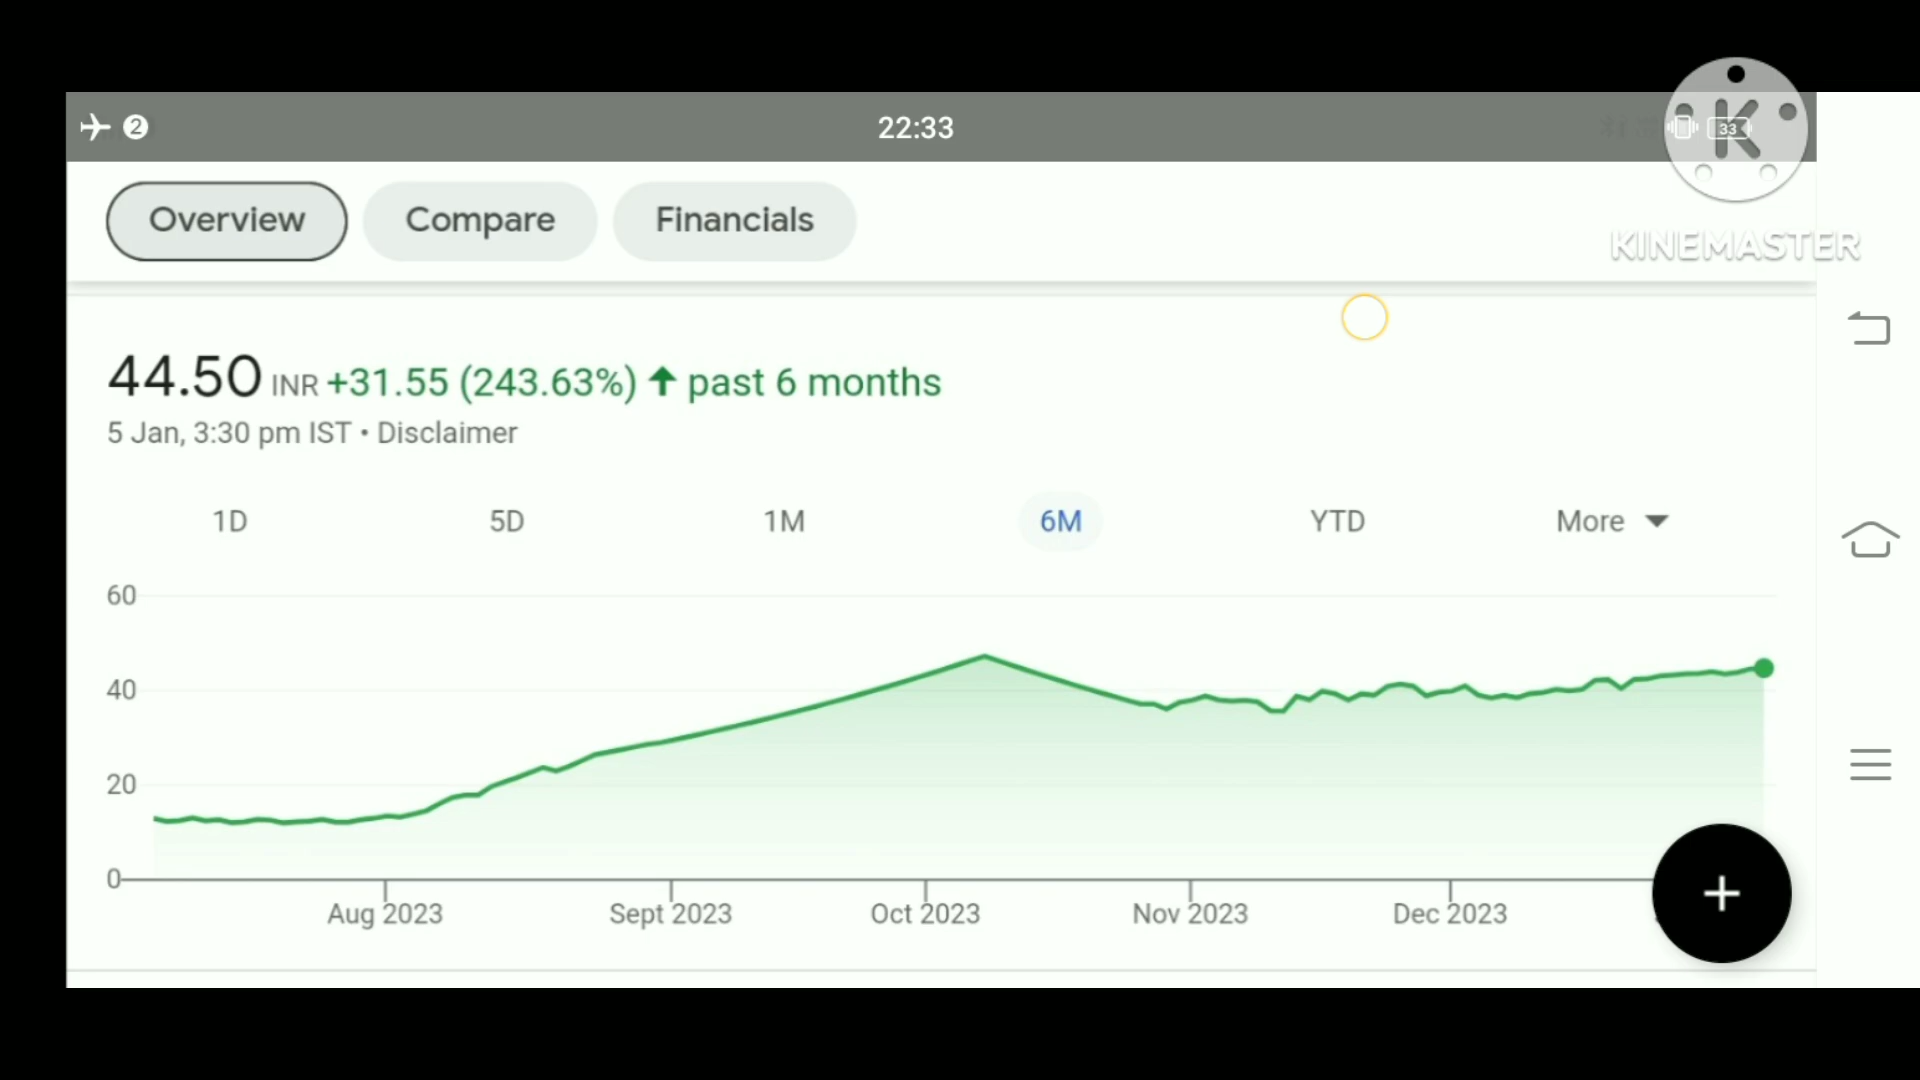 2
22:33
33
K
KINEMASTER
Overview
Compare
Financials
44.50 INR +31.55 (243.63%) ↑ past 6 months
5 Jan, 3:30 pm IST • Disclaimer
1D
5D
1M
6M
YTD
More
60
40
20
0
Aug 2023
Sept 2023
Oct 2023
Nov 2023
Dec 2023